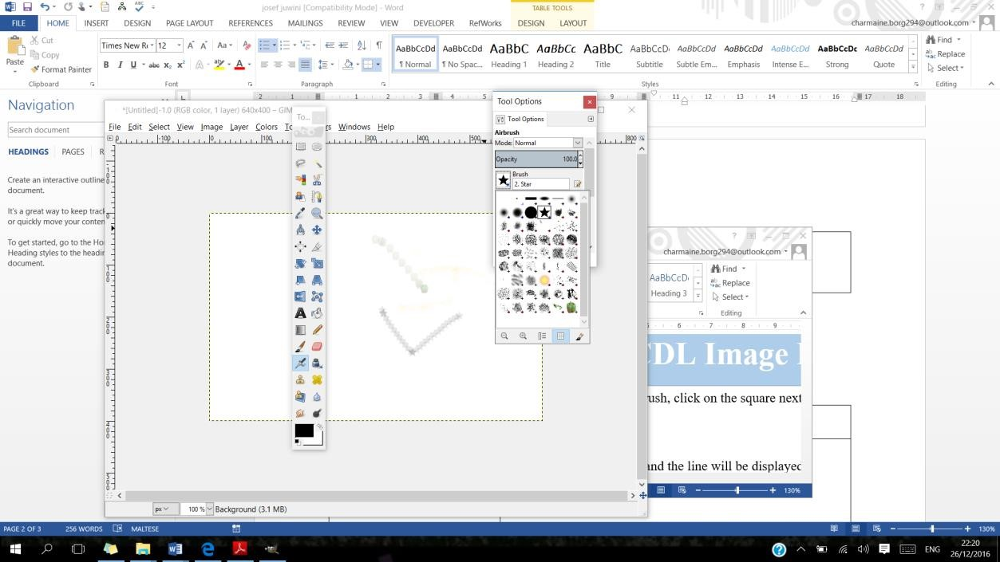 josef juwini [Compatibility Mode] - Word
TABLE TOOLS
FILE HOME INSERT DESIGN PAGE LAYOUT REFERENCES MAILINGS REVIEW VIEW DEVELOPER RefWorks DESIGN LAYOUT
charmaine.borg294@outlook.com
Paste
Cut
Copy
Format Painter
Clipboard
Times New Ro 12
Font
Paragraph
AaBbCcDd AaBbCcDd AaBbC AaBbCc AaBbC AaBbCcD AaBbCcDd AaBbCcDd AaBbCcDd AaBbCcDc AaBbCcDd
¶ Normal ¶ No Spac... Heading 1 Heading 2 Title Subtitle Subtle Em... Emphasis Intense E... Strong Quote
Styles
Find
Replace
Select
Editing
Navigation
Search document
HEADINGS PAGES R
Create an interactive outline
document.
It's a great way to keep track
or quickly move your conten
To get started, go to the Ho
Heading styles to the headin
document.
*[Untitled]-1.0 (RGB color, 1 layer) 640x400 – GIM
File Edit Select View Image Layer Colors To Windows Help
To...
Tool Options
Tool Options
Airbrush
Mode: Normal
Opacity 100.0
Brush
2. Star
px 100 % Background (3.1 MB)
charmaine.borg294@outlook.com
AaBbCcD
Heading 3
Find
Replace
Select
Editing
CDL Image
rush, click on the square next
and the line will be displayed
130%
PAGE 2 OF 3 256 WORDS MALTESE 130%
ENG
22:20
26/12/2016